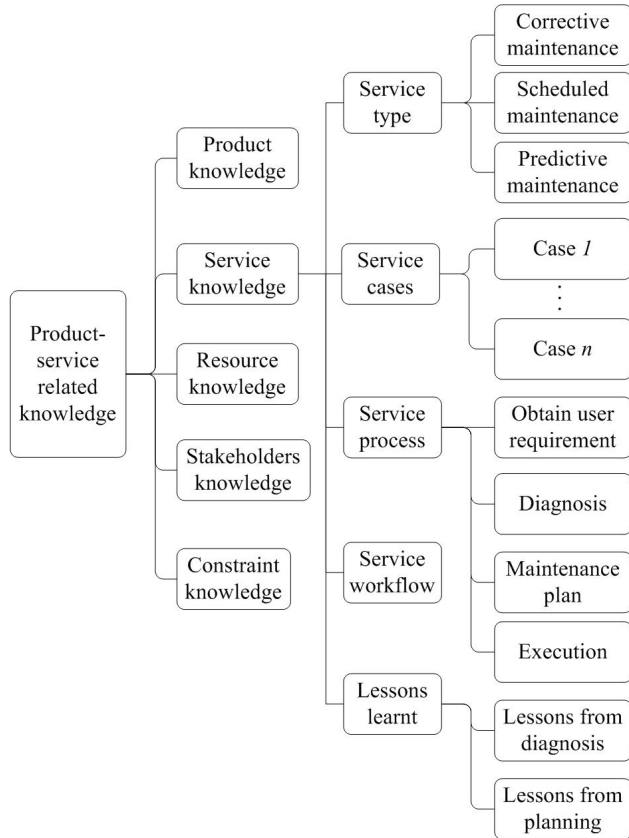 Product-
service
related
knowledge
Product
knowledge
Service
knowledge
Resource
knowledge
Stakeholders
knowledge
Constraint
knowledge
Service
type
Service
cases
Service
process
Service
workflow
Lessons
learnt
Corrective
maintenance
Scheduled
maintenance
Predictive
maintenance
Case 1
⋮
Case n
Obtain user
requirement
Diagnosis
Maintenance
plan
Execution
Lessons from
diagnosis
Lessons from
planning